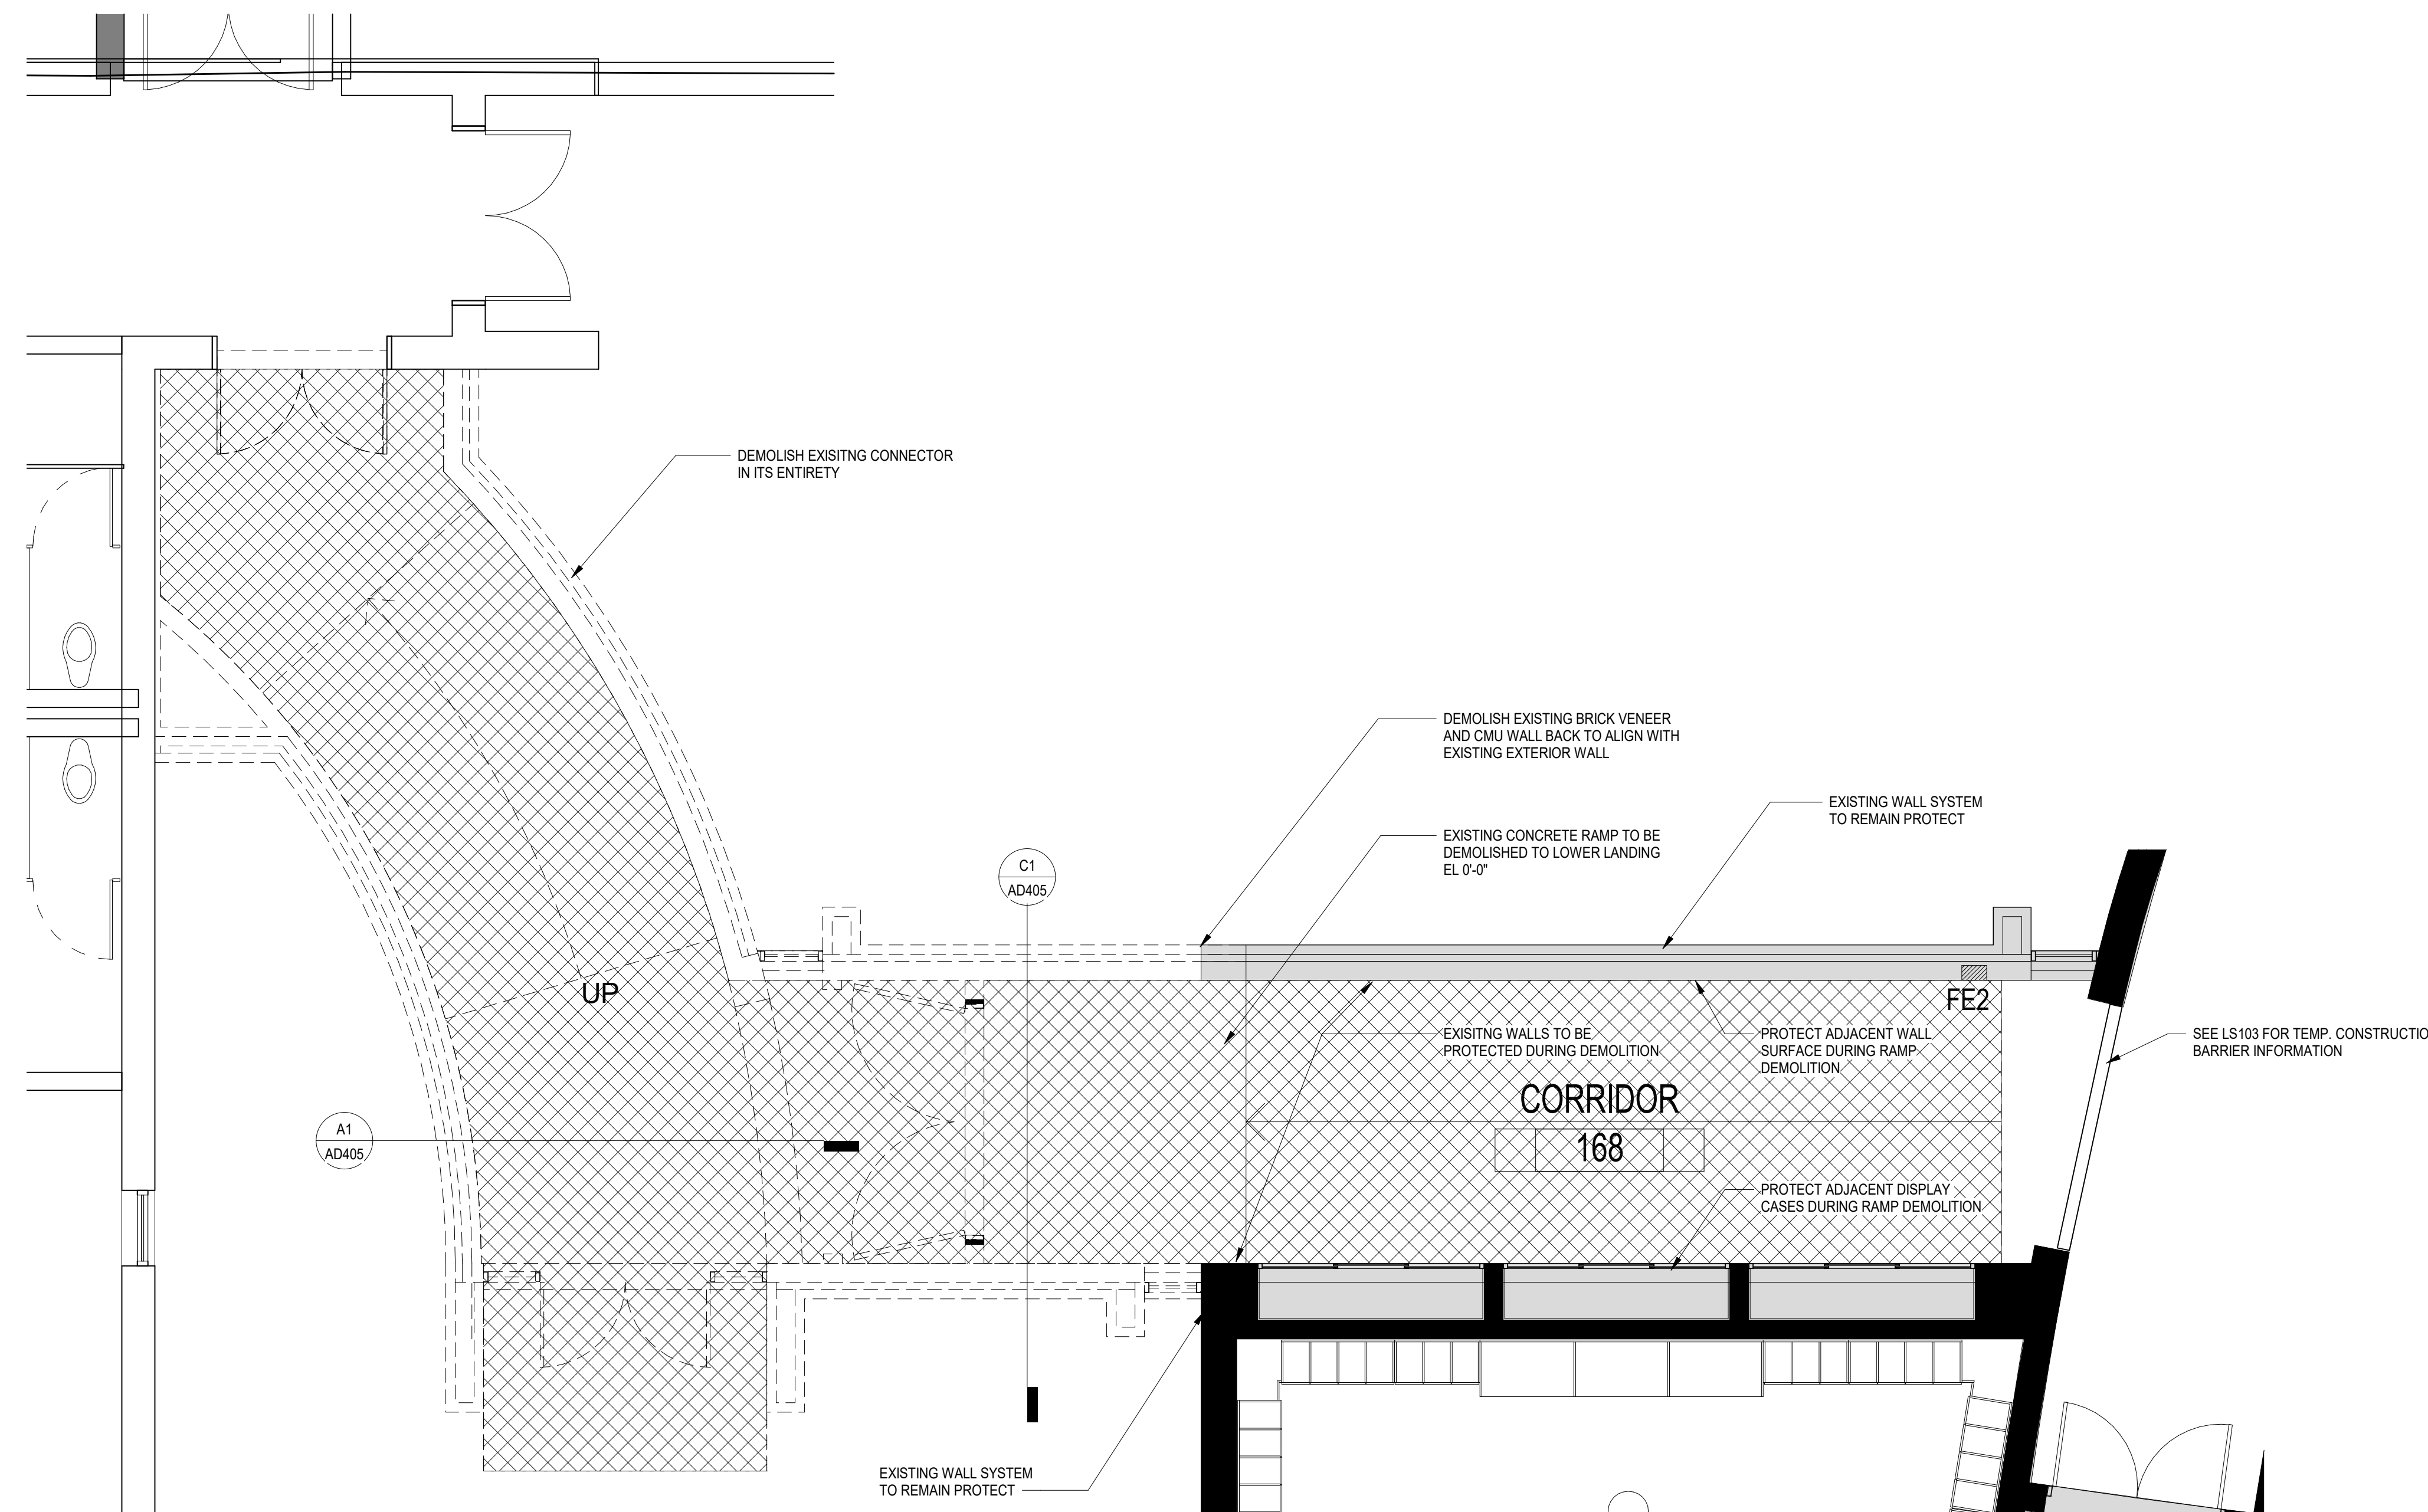 DEMOLISH EXISITNG CONNECTOR
IN ITS ENTIRETY
DEMOLISH EXISTING BRICK VENEER
AND CMU WALL BACK TO ALIGN WITH
EXISTING EXTERIOR WALL
EXISTING WALL SYSTEM
TO REMAIN PROTECT
EXISTING CONCRETE RAMP TO BE
DEMOLISHED TO LOWER LANDING
EL 0'-0"
C1
AD405
UP
FE2
EXISITNG WALLS TO BE
PROTECTED DURING DEMOLITION
PROTECT ADJACENT WALL
SURFACE DURING RAMP
DEMOLITION
SEE LS103 FOR TEMP. CONSTRUCTIO
BARRIER INFORMATION
CORRIDOR
168
A1
AD405
PROTECT ADJACENT DISPLAY
CASES DURING RAMP DEMOLITION
EXISTING WALL SYSTEM
TO REMAIN PROTECT